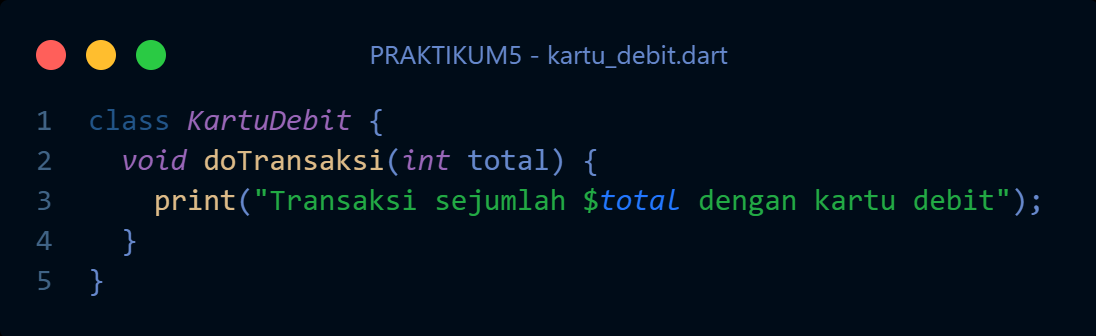 PRAKTIKUM5 - kartu_debit.dart
1 class KartuDebit {
2   void doTransaksi(int total) {
3     print("Transaksi sejumlah $total dengan kartu debit");
4   }
5 }